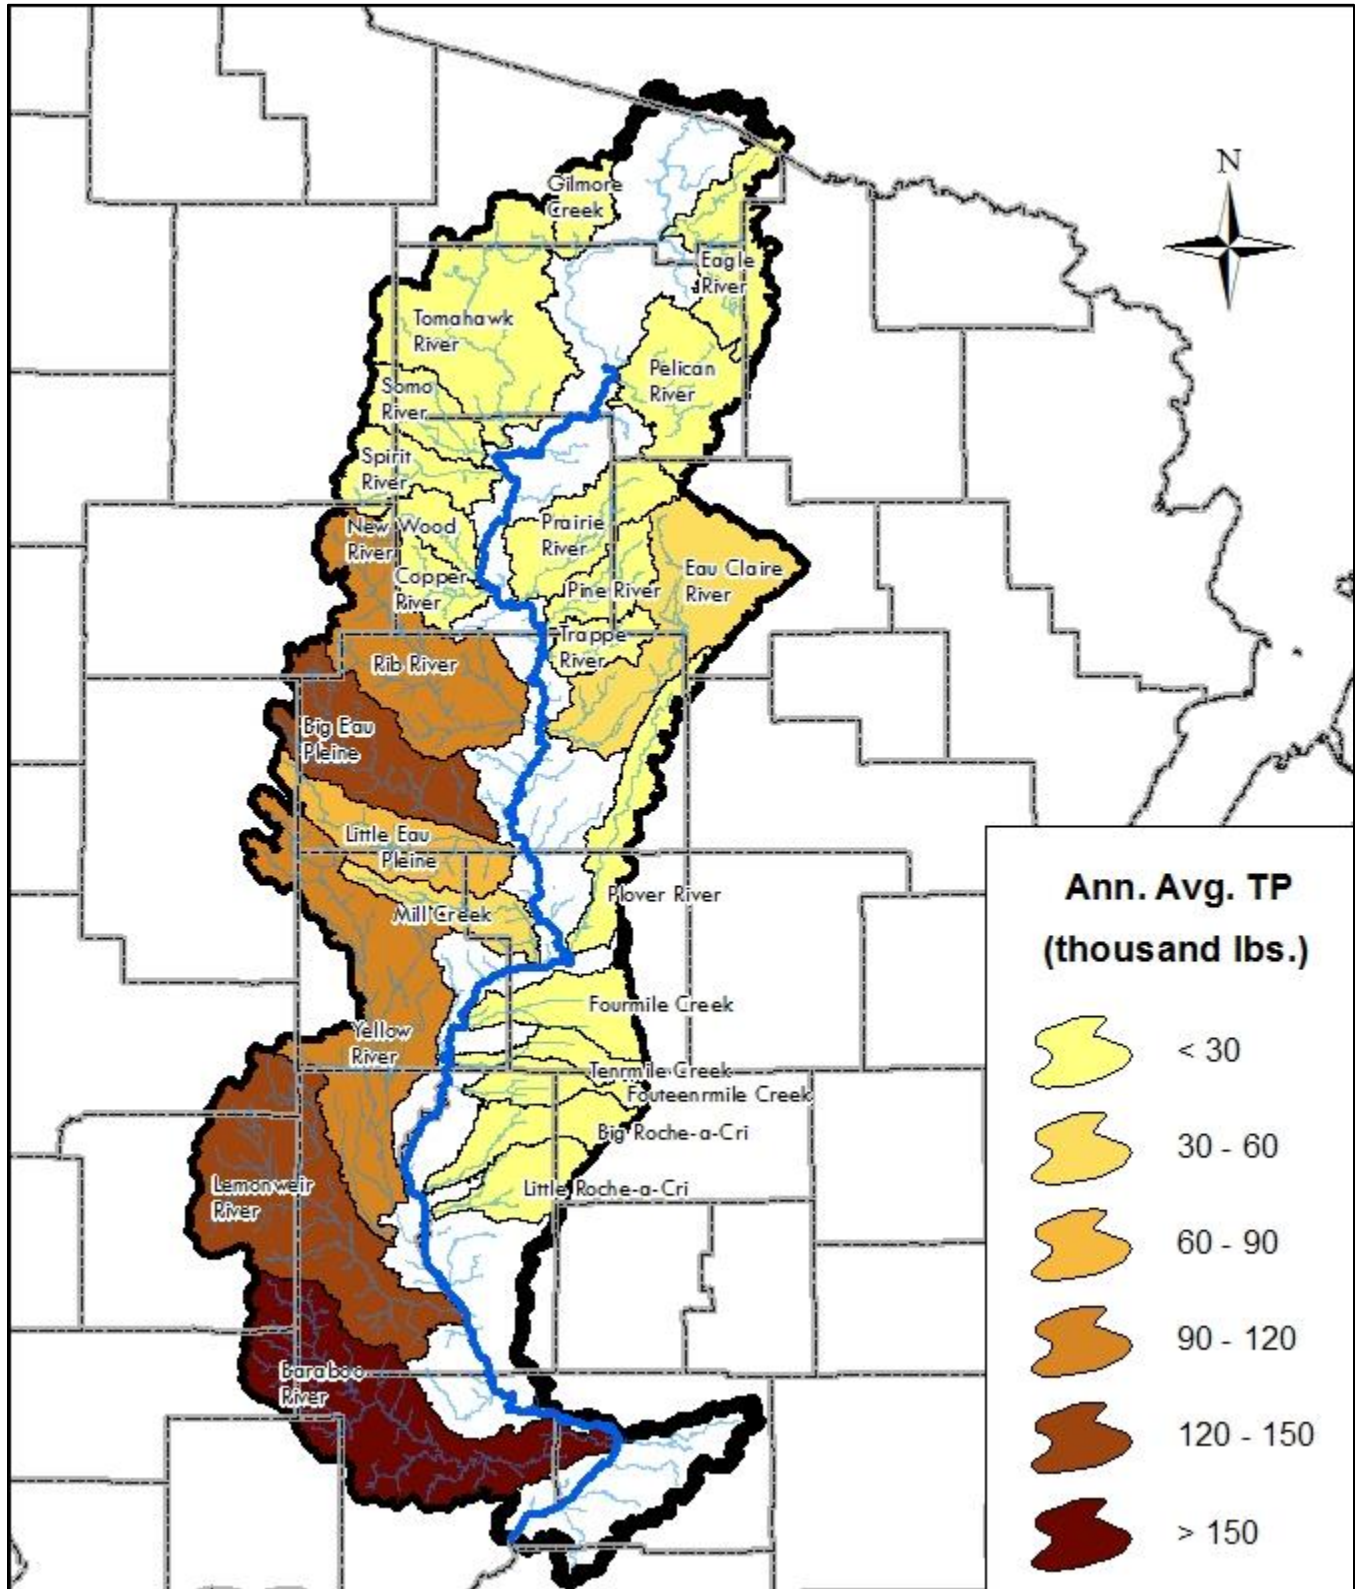 N
Gilmore
Creek
Eagle
River
Tomahawk
River
Pelican
River
Somo
River
Spirit
River
New Wood
River
Prairie
River
Copper
River
Pine River
Eau Claire
River
Trappe
River
Rib River
Big Eau
Pleine
Little Eau
Pleine
Plover River
Mill Creek
Fourmile Creek
Yellow
River
Tenrmile Creek
Fouteenrmile Creek
Big Roche-a-Cri
Lemonweir
River
Little Roche-a-Cri
Baraboo
River
Ann. Avg. TP
(thousand lbs.)
< 30
30 - 60
60 - 90
90 - 120
120 - 150
> 150